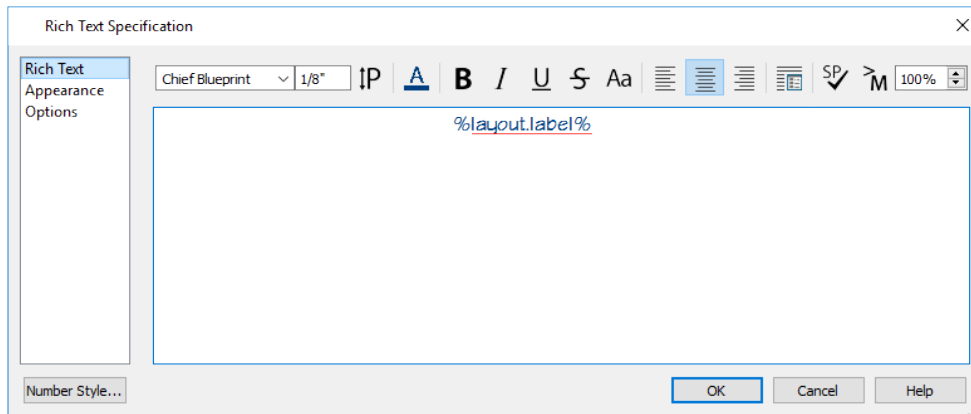 Rich Text Specification
Rich Text
Appearance
Options
Chief Blueprint 1/8" P A B I U S Aa SP M 100%
%layout.label%
Number Style... OK Cancel Help